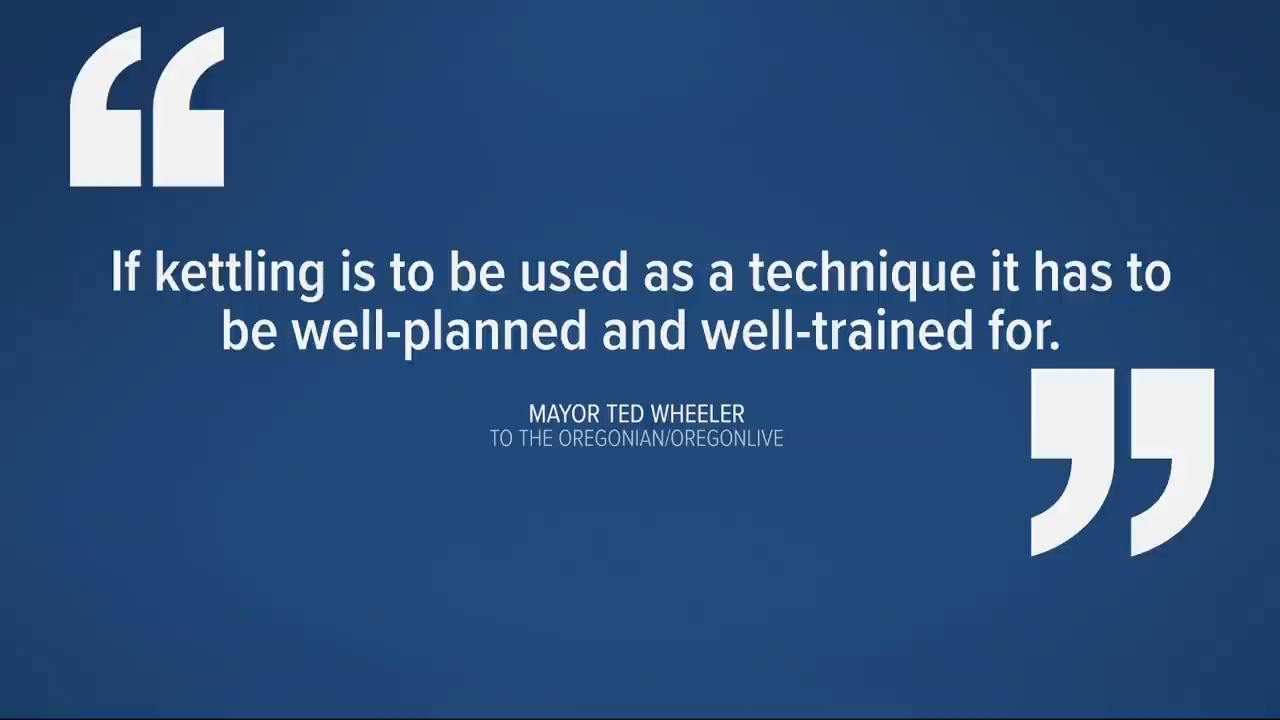 “
If kettling is to be used as a technique it has to
be well-planned and well-trained for.
”
MAYOR TED WHEELER
TO THE OREGONIAN/OREGONLIVE